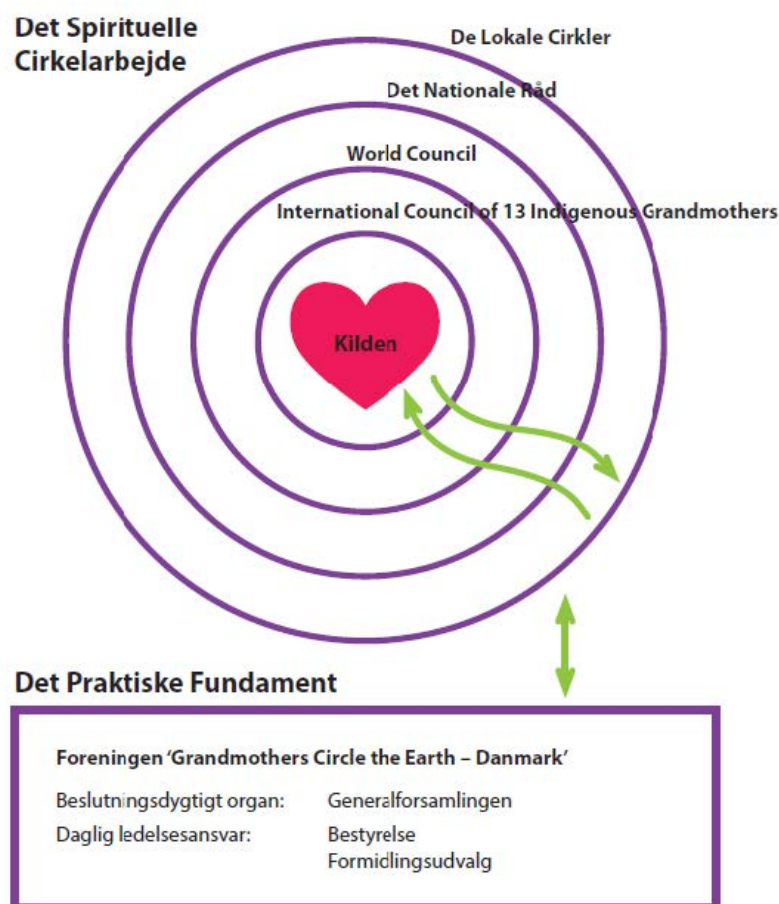 Det Spirituelle
Cirkelarbejde
De Lokale Cirkler
Det Nationale Råd
World Council
International Council of 13 Indigenous Grandmothers
Kilden
Det Praktiske Fundament
Foreningen ‘Grandmothers Circle the Earth – Danmark’
Beslutningsdygtigt organ: Generalforsamlingen
Daglig ledelsesansvar: Bestyrelse
Formidlingsudvalg